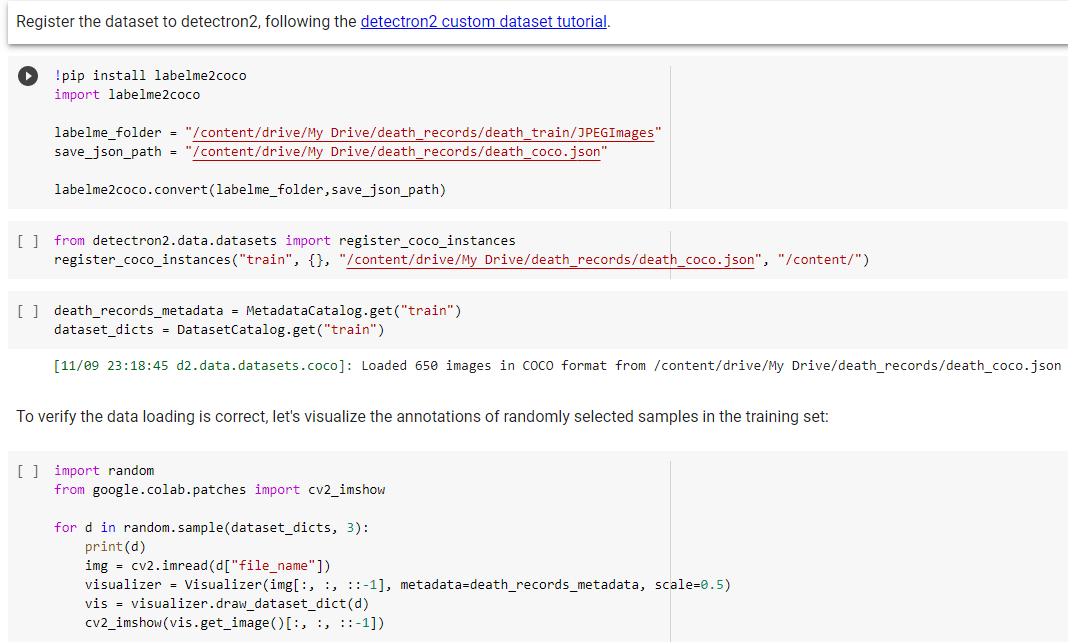 Register the dataset to detectron2, following the detectron2 custom dataset tutorial.
!pip install labelme2coco
import labelme2coco
labelme_folder = "/content/drive/My Drive/death_records/death_train/JPEGImages"
save_json_path = "/content/drive/My Drive/death_records/death_coco.json"
labelme2coco.convert(labelme_folder,save_json_path)
[ ] from detectron2.data.datasets import register_coco_instances
register_coco_instances("train", {}, "/content/drive/My Drive/death_records/death_coco.json", "/content/")
[ ] death_records_metadata = MetadataCatalog.get("train")
dataset_dicts = DatasetCatalog.get("train")
[11/09 23:18:45 d2.data.datasets.coco]: Loaded 650 images in COCO format from /content/drive/My Drive/death_records/death_coco.json
To verify the data loading is correct, let's visualize the annotations of randomly selected samples in the training set:
[ ] import random
from google.colab.patches import cv2_imshow
for d in random.sample(dataset_dicts, 3):
    print(d)
    img = cv2.imread(d["file_name"])
    visualizer = Visualizer(img[:, :, ::-1], metadata=death_records_metadata, scale=0.5)
    vis = visualizer.draw_dataset_dict(d)
    cv2_imshow(vis.get_image()[:, :, ::-1])